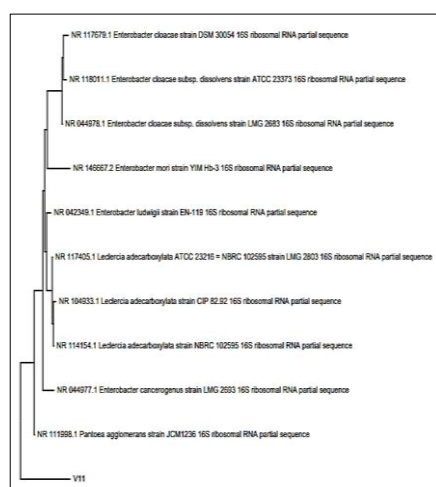 NR 117679.1 Enterobacter cloacae strain DSM 30054 16S ribosomal RNA partial sequence
NR 118011.1 Enterobacter cloacae subsp. dissolvens strain ATCC 23373 16S ribosomal RNA partial sequence
NR 044978.1 Enterobacter cloacae subsp. dissolvens strain LMG 2683 16S ribosomal RNA partial sequence
NR 146667.2 Enterobacter mori strain YIM Hb-3 16S ribosomal RNA partial sequence
NR 042349.1 Enterobacter ludwigii strain EN-119 16S ribosomal RNA partial sequence
NR 117405.1 Ledercia adecarboxylata ATCC 23216 = NBRC 102595 strain LMG 2803 16S ribosomal RNA partial sequence
NR 104933.1 Ledercia adecarboxylata strain CIP 82.92 16S ribosomal RNA partial sequence
NR 114154.1 Ledercia adecarboxylata strain NBRC 102595 16S ribosomal RNA partial sequence
NR 044977.1 Enterobacter cancerogenus strain LMG 2693 16S ribosomal RNA partial sequence
NR 111998.1 Pantoea agglomerans strain JCM1236 16S ribosomal RNA partial sequence
V11